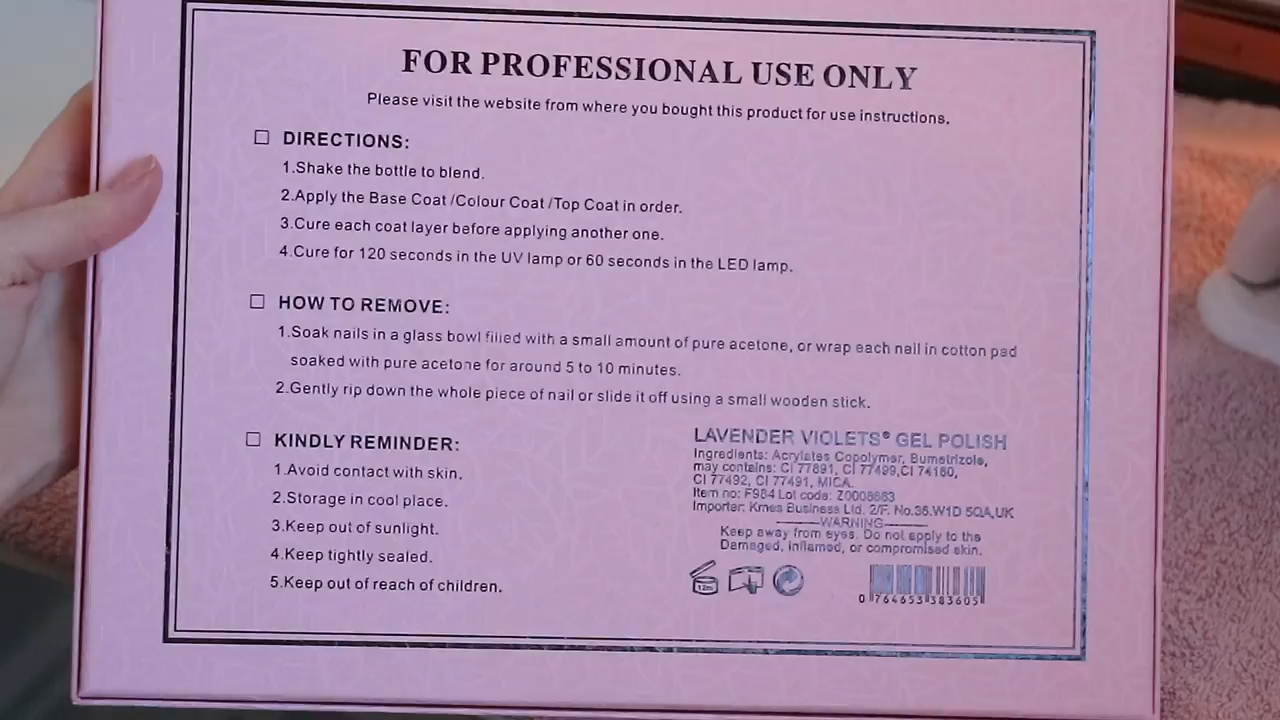 FOR PROFESSIONAL USE ONLY
Please visit the website from where you bought this product for use instructions.
DIRECTIONS:
1.Shake the bottle to blend.
2.Apply the Base Coat /Colour Coat /Top Coat in order.
3.Cure each coat layer before applying another one.
4.Cure for 120 seconds in the UV lamp or 60 seconds in the LED lamp.
HOW TO REMOVE:
1.Soak nails in a glass bowl filled with a small amount of pure acetone, or wrap each nail in cotton pad
soaked with pure acetone for around 5 to 10 minutes.
2.Gently rip down the whole piece of nail or slide it off using a small wooden stick.
KINDLY REMINDER:
1.Avoid contact with skin.
2.Storage in cool place.
3.Keep out of sunlight.
4.Keep tightly sealed.
5.Keep out of reach of children.
LAVENDER VIOLETS® GEL POLISH
Ingredients: Acrylates Copolymer, Bumetrizole,
may contains: CI 77891, CI 77499,CI 74160,
CI 77492, CI 77491, MICA.
Item no: F984 Lot code: Z0008663
Importer: Kmes Business Ltd. 2/F. No.36.W1D 5QA,UK
WARNING
Keep away from eyes. Do not apply to the
Damaged, inflamed, or compromised skin.
12m
0 764653 383605